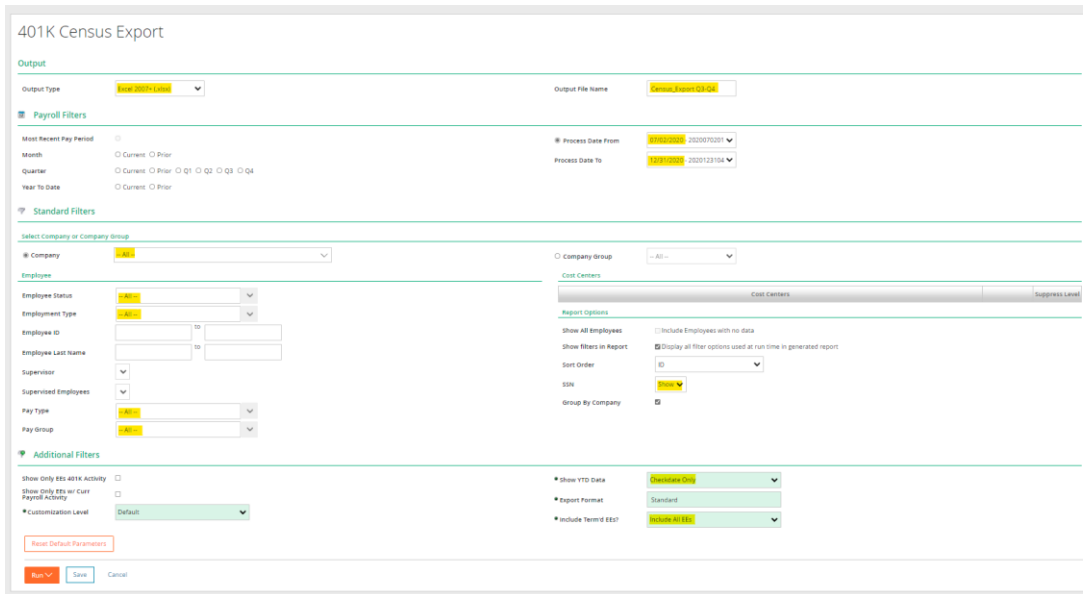 401K Census Export
Output
Output Type Excel 2007+ (.xlsx) Output File Name Census_Export Q3-Q4
Payroll Filters
Most Recent Pay Period Process Date From 07/02/2020 - 2020070201
Month Current Prior Process Date To 12/31/2020 - 2020123104
Quarter Current Prior Q1 Q2 Q3 Q4
Year To Date Current Prior
Standard Filters
Select Company or Company Group
Company -- All -- Company Group -- All --
Employee Cost Centers
Cost Centers Suppress Level
Employee Status -- All --
Employment Type -- All -- Report Options
Employee ID to Show All Employees Include Employees with no data
Show filters in Report Display all filter options used at run time in generated report
Employee Last Name to
Supervisor Sort Order ID
Supervised Employees SSN Show
Pay Type -- All -- Group By Company
Pay Group -- All --
Additional Filters
Show Only EEs 401K Activity * Show YTD Data Checkdate Only
Show Only EEs w/ Curr
Payroll Activity * Export Format Standard
* Customization Level Default * Include Term'd EEs? Include All EEs
Reset Default Parameters
Run Save Cancel